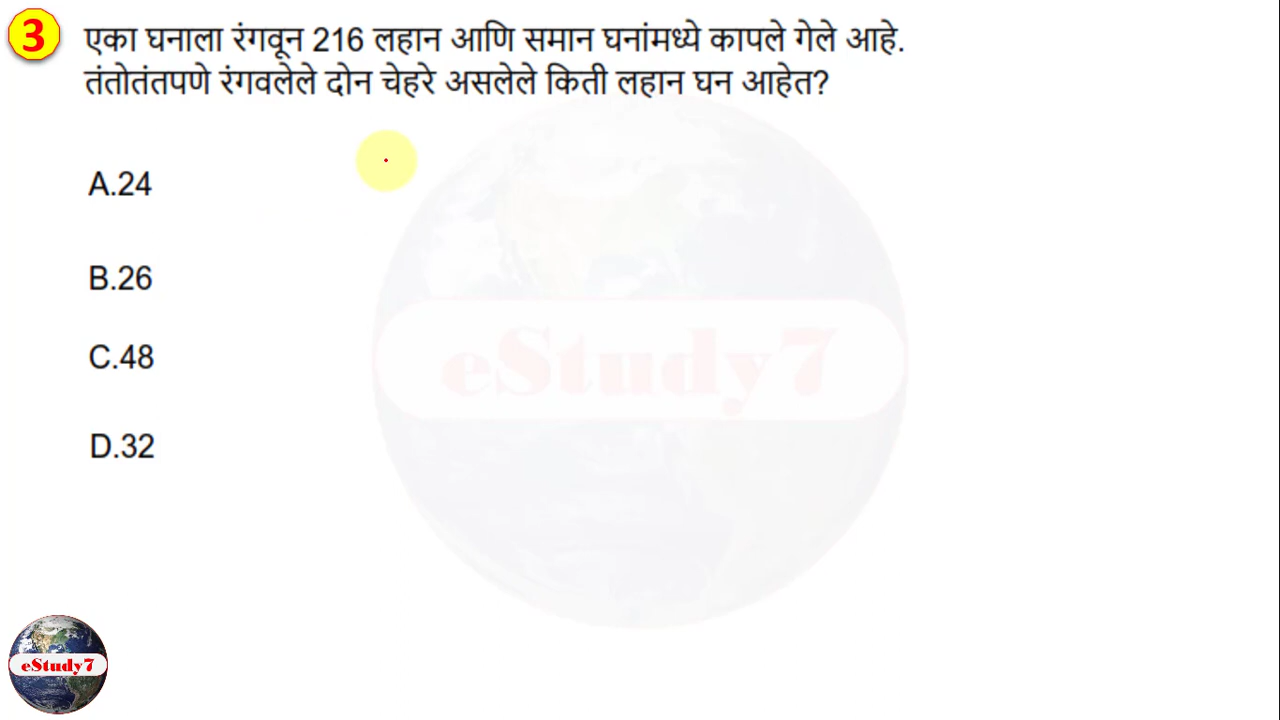 3
एका घनाला रंगवून 216 लहान आणि समान घनांमध्ये कापले गेले आहे.
तंतोतंतपणे रंगवलेले दोन चेहरे असलेले किती लहान घन आहेत?
A.24
B.26
eStudy7
C.48
D.32
eStudy7